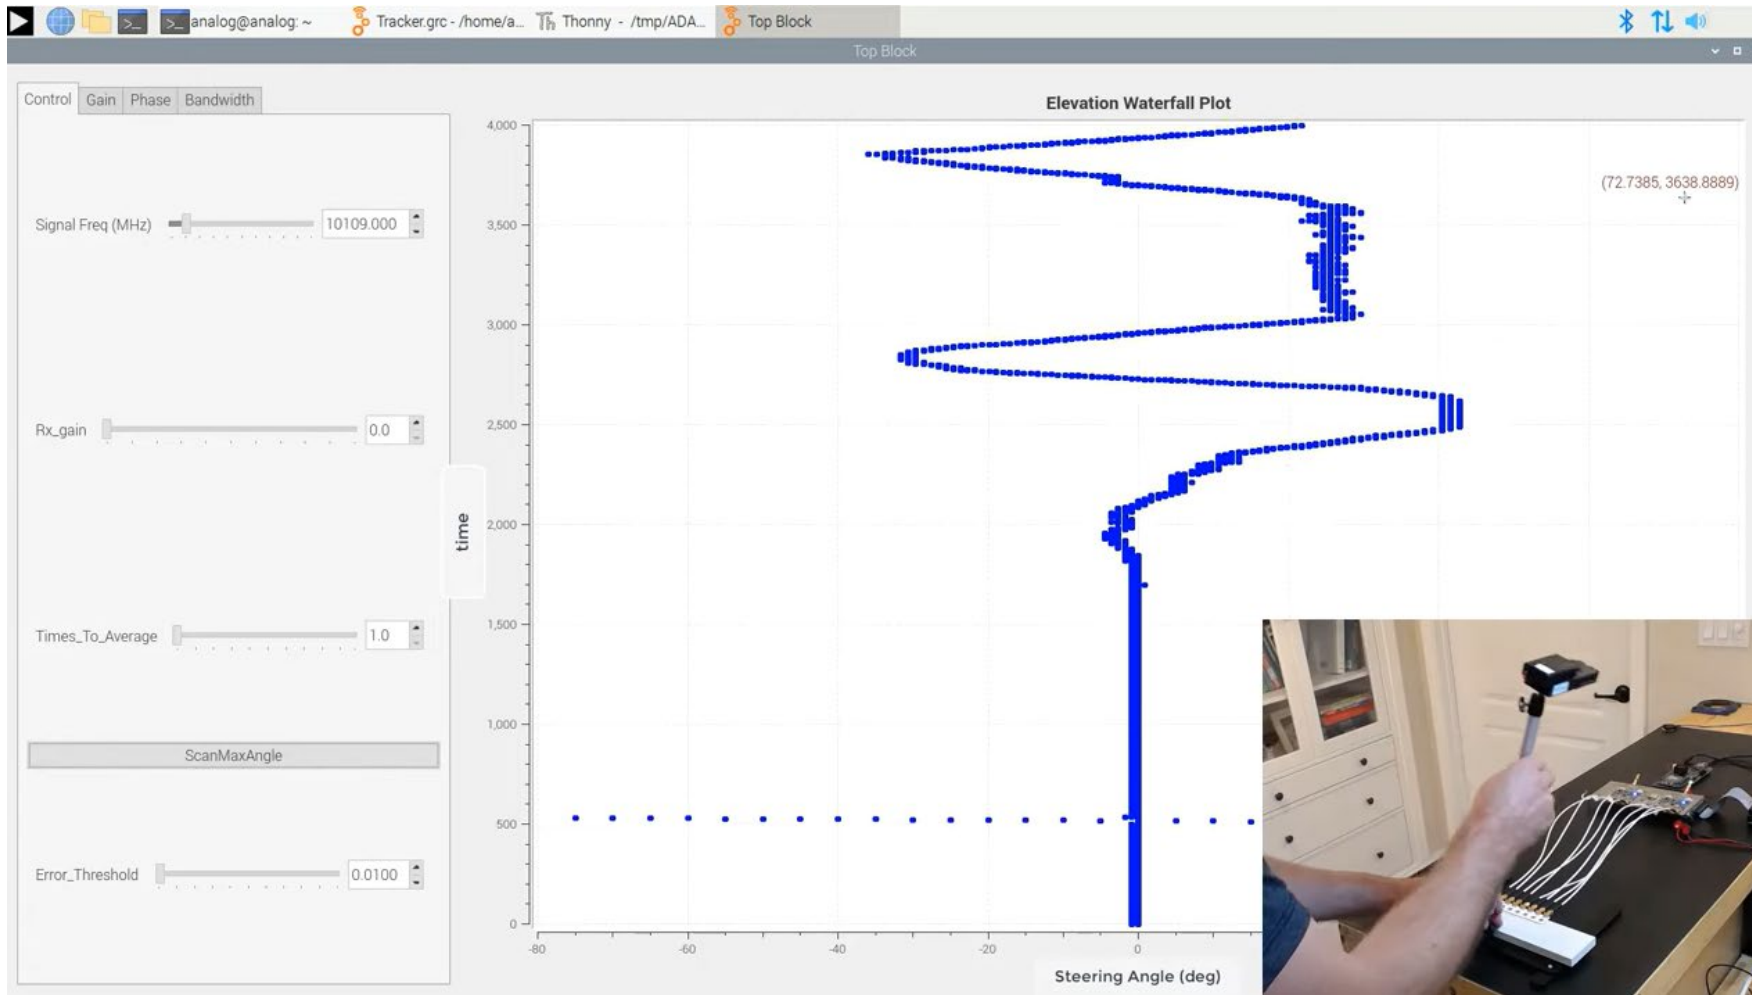 analog@analog: ~
Tracker.grc - /home/a...
Thonny - /tmp/ADA...
Top Block
Top Block
Control
Gain
Phase
Bandwidth
Signal Freq (MHz)
10109.000
Rx_gain
0.0
Times_To_Average
1.0
ScanMaxAngle
Error_Threshold
0.0100
Elevation Waterfall Plot
(72.7385, 3638.8889)
4,000
3,500
3,000
2,500
2,000
1,500
1,000
500
0
time
-80
-60
-40
-20
0
Steering Angle (deg)